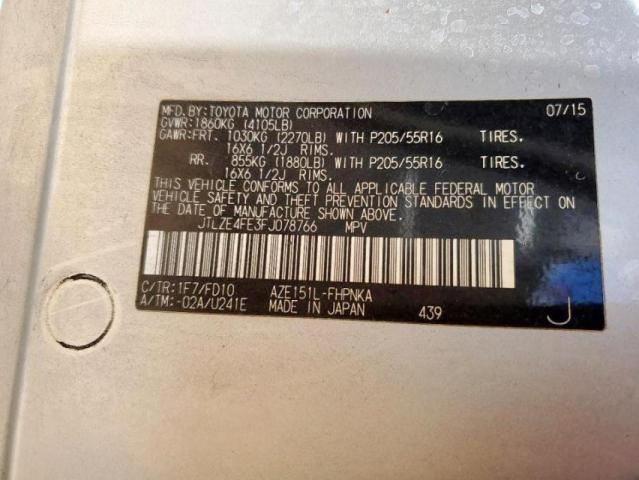 MFD.BY:TOYOTA MOTOR CORPORATION 07/15
GVWR:1860KG (4105LB)
GAWR:FRT. 1030KG (2270LB) WITH P205/55R16 TIRES.
16X6 1/2J RIMS.
RR. 855KG (1880LB) WITH P205/55R16 TIRES.
16X6 1/2J RIMS.
THIS VEHICLE CONFORMS TO ALL APPLICABLE FEDERAL MOTOR
VEHICLE SAFETY AND THEFT PREVENTION STANDARDS IN EFFECT ON
THE DATE OF MANUFACTURE SHOWN ABOVE.
JTLZE4FE3FJ078766 MPV
C/TR:1F7/FD10 AZE151L-FHPNKA
A/TM:-02A/U241E MADE IN JAPAN 439 J